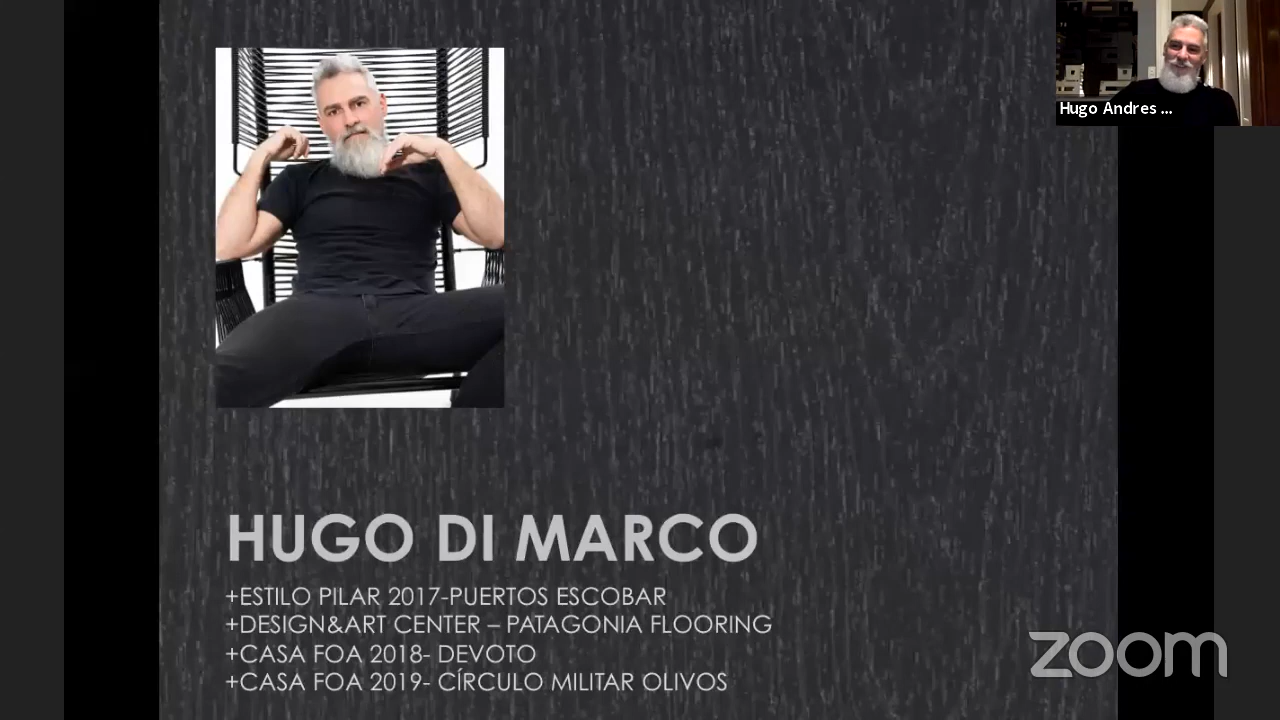 Hugo Andres ...
HUGO DI MARCO
+ESTILO PILAR 2017-PUERTOS ESCOBAR
+DESIGN&ART CENTER – PATAGONIA FLOORING
+CASA FOA 2018- DEVOTO
+CASA FOA 2019- CÍRCULO MILITAR OLIVOS
zoom